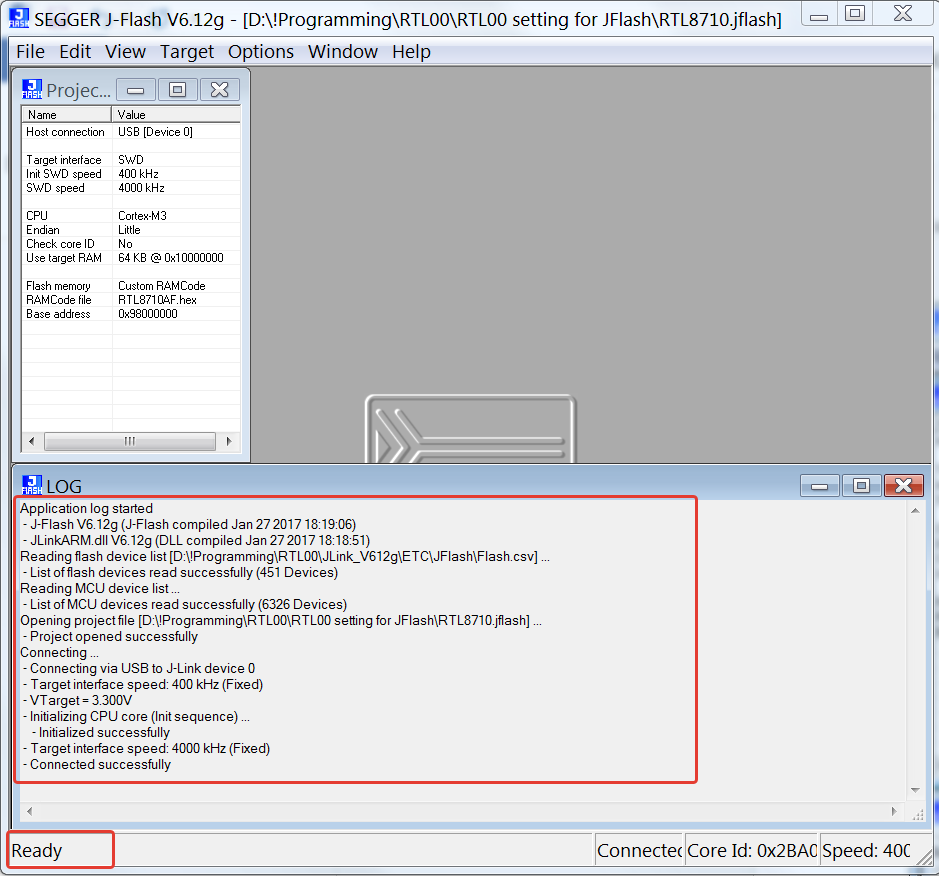 SEGGER J-Flash V6.12g - [D:\!Programming\RTL00\RTL00 setting for JFlash\RTL8710.jflash]
File Edit View Target Options Window Help
J FLASH Projec...
Name Value
Host connection USB [Device 0]
Target interface SWD
Init SWD speed 400 kHz
SWD speed 4000 kHz
CPU Cortex-M3
Endian Little
Check core ID No
Use target RAM 64 KB @ 0x10000000
Flash memory Custom RAMCode
RAMCode file RTL8710AF.hex
Base address 0x98000000
J FLASH LOG
Application log started
- J-Flash V6.12g (J-Flash compiled Jan 27 2017 18:19:06)
- JLinkARM.dll V6.12g (DLL compiled Jan 27 2017 18:18:51)
Reading flash device list [D:\!Programming\RTL00\JLink_V612g\ETC\JFlash\Flash.csv] ...
- List of flash devices read successfully (451 Devices)
Reading MCU device list ...
- List of MCU devices read successfully (6326 Devices)
Opening project file [D:\!Programming\RTL00\RTL00 setting for JFlash\RTL8710.jflash] ...
- Project opened successfully
Connecting ...
- Connecting via USB to J-Link device 0
- Target interface speed: 400 kHz (Fixed)
- VTarget = 3.300V
- Initializing CPU core (Init sequence) ...
- Initialized successfully
- Target interface speed: 4000 kHz (Fixed)
- Connected successfully
Ready Connected Core Id: 0x2BA0 Speed: 400